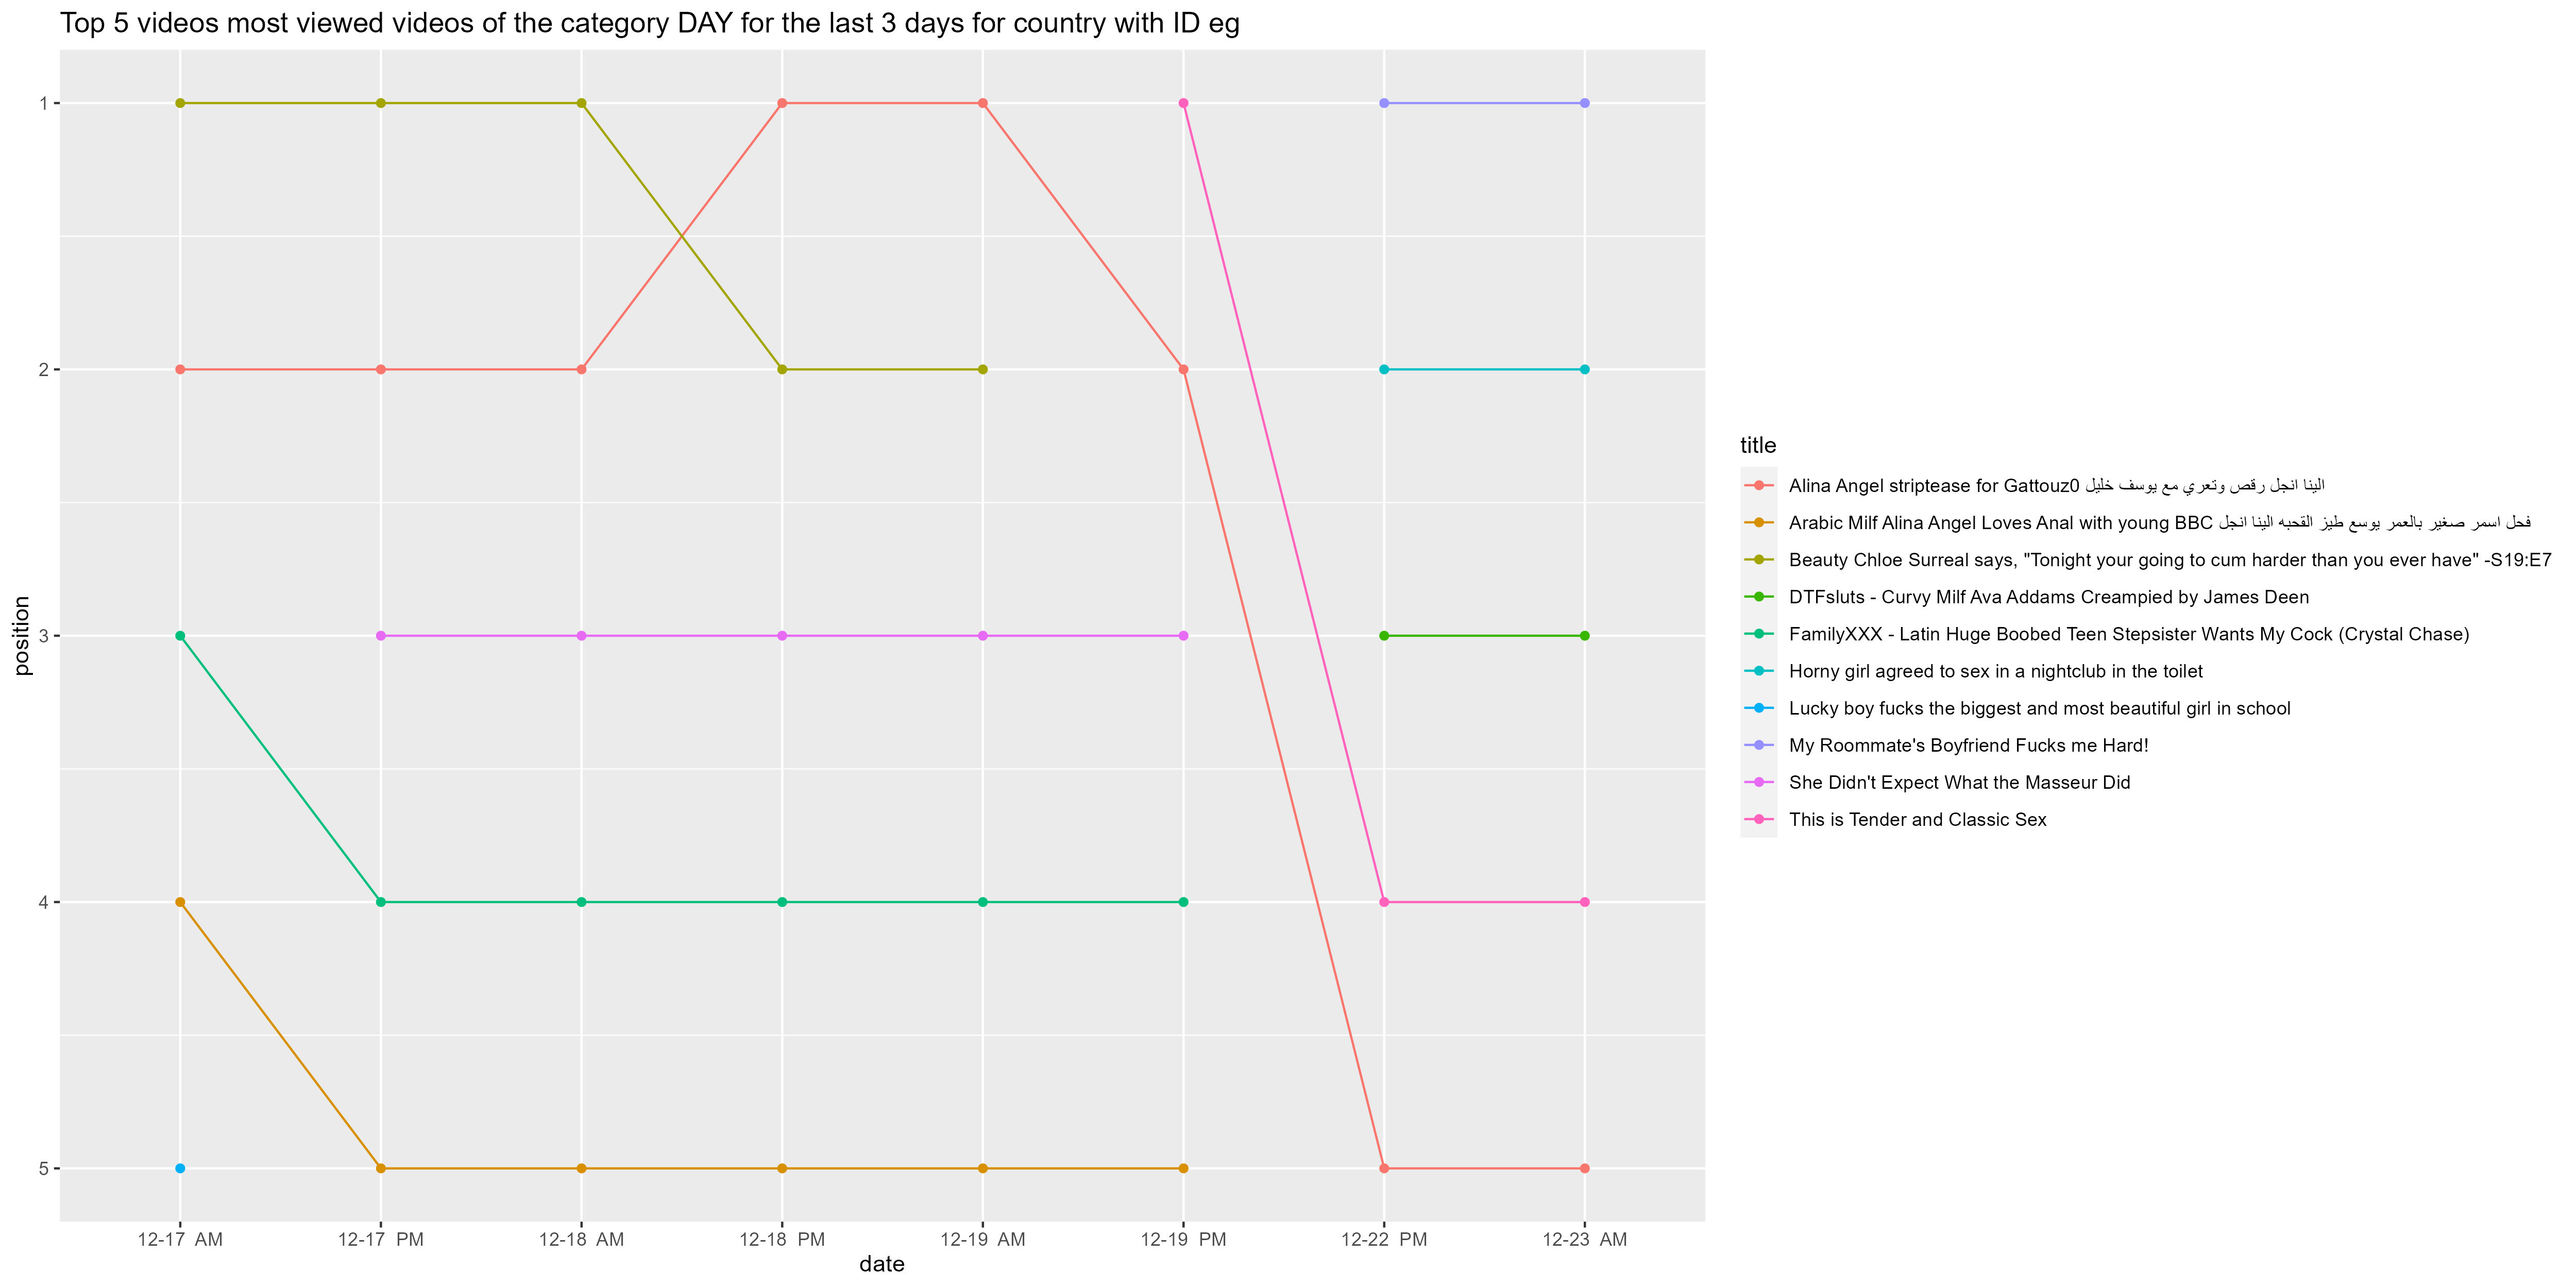 Top 5 videos most viewed videos of the category DAY for the last 3 days for country with ID eg
position
1
2
3
4
5
12-17 AM
12-17 PM
12-18 AM
12-18 PM
12-19 AM
12-19 PM
12-22 PM
12-23 AM
date
title
Alina Angel striptease for Gattouz0 الينا انجل رقص وتعري مع يوسف خليل
Arabic Milf Alina Angel Loves Anal with young BBC فحل اسمر صغير بالعمر يوسع طيز القحبه الينا انجل
Beauty Chloe Surreal says, "Tonight your going to cum harder than you ever have" -S19:E7
DTFsluts - Curvy Milf Ava Addams Creampied by James Deen
FamilyXXX - Latin Huge Boobed Teen Stepsister Wants My Cock (Crystal Chase)
Horny girl agreed to sex in a nightclub in the toilet
Lucky boy fucks the biggest and most beautiful girl in school
My Roommate's Boyfriend Fucks me Hard!
She Didn't Expect What the Masseur Did
This is Tender and Classic Sex